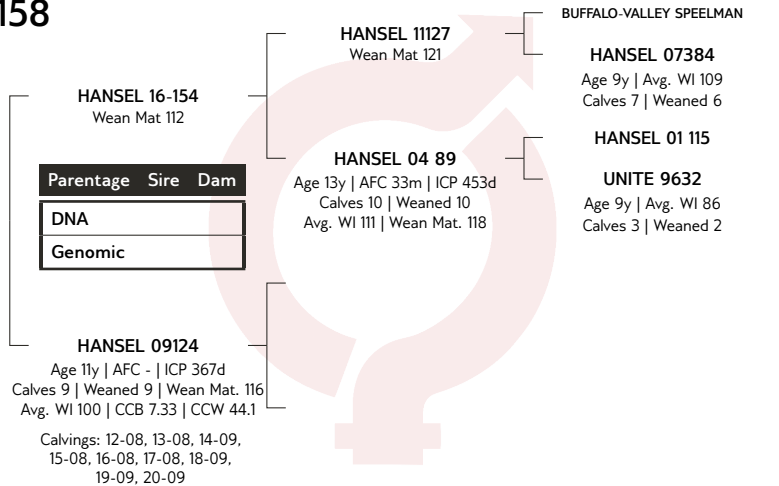 158
BUFFALO-VALLEY SPEELMAN
HANSEL 11127
Wean Mat 121
HANSEL 07384
Age 9y | Avg. WI 109
Calves 7 | Weaned 6
HANSEL 16-154
Wean Mat 112
HANSEL 01 115
HANSEL 04 89
Age 13y | AFC 33m | ICP 453d
Calves 10 | Weaned 10
Avg. WI 111 | Wean Mat. 118
UNITE 9632
Age 9y | Avg. WI 86
Calves 3 | Weaned 2
Parentage Sire Dam
DNA
Genomic
HANSEL 09124
Age 11y | AFC - | ICP 367d
Calves 9 | Weaned 9 | Wean Mat. 116
Avg. WI 100 | CCB 7.33 | CCW 44.1
Calvings: 12-08, 13-08, 14-09,
15-08, 16-08, 17-08, 18-09,
19-09, 20-09